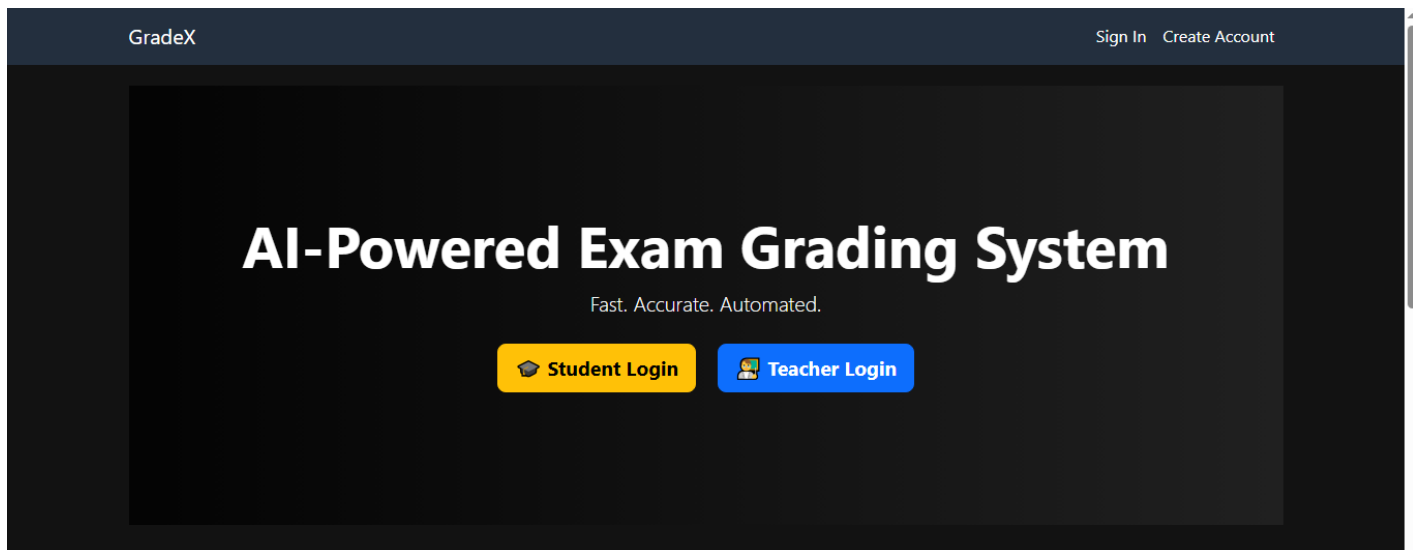 GradeX
Sign In Create Account
AI-Powered Exam Grading System
Fast. Accurate. Automated.
Student Login
Teacher Login